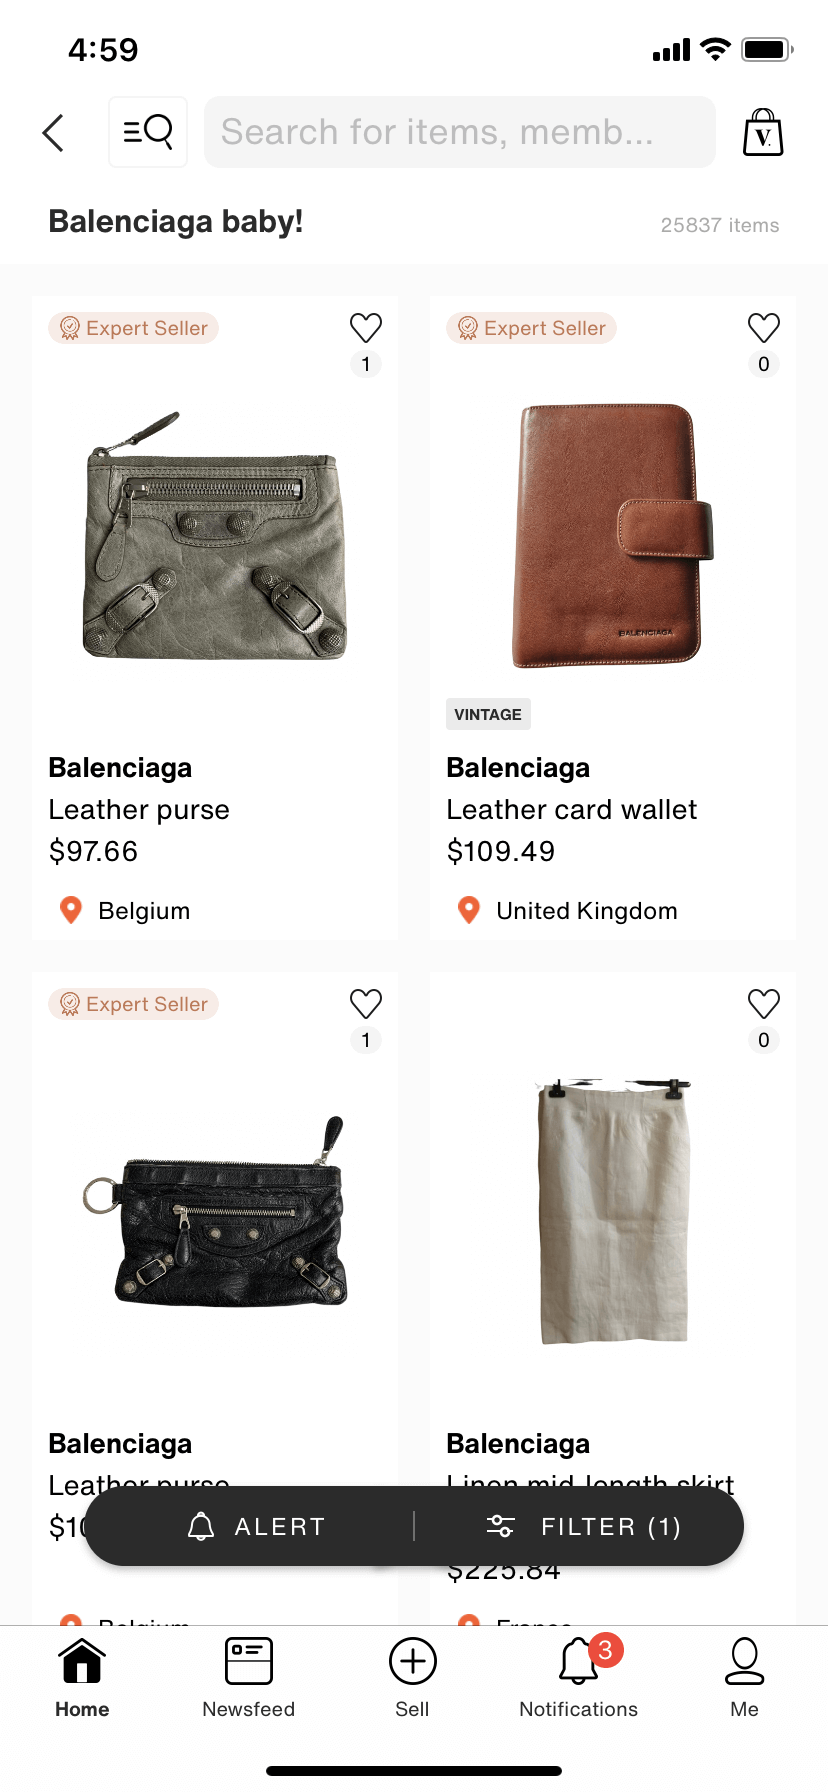 4:59
Search for items, memb...
V.
Balenciaga baby!
25837 items
Expert Seller
1
Expert Seller
0
BALENCIAGA
VINTAGE
Balenciaga
Leather purse
$97.66
Belgium
Balenciaga
Leather card wallet
$109.49
United Kingdom
Expert Seller
1
0
Balenciaga
Leather purse
$10
Belgium
Balenciaga
Linen mid-length skirt
$225.84
France
ALERT
FILTER (1)
Home
Newsfeed
Sell
3
Notifications
Me